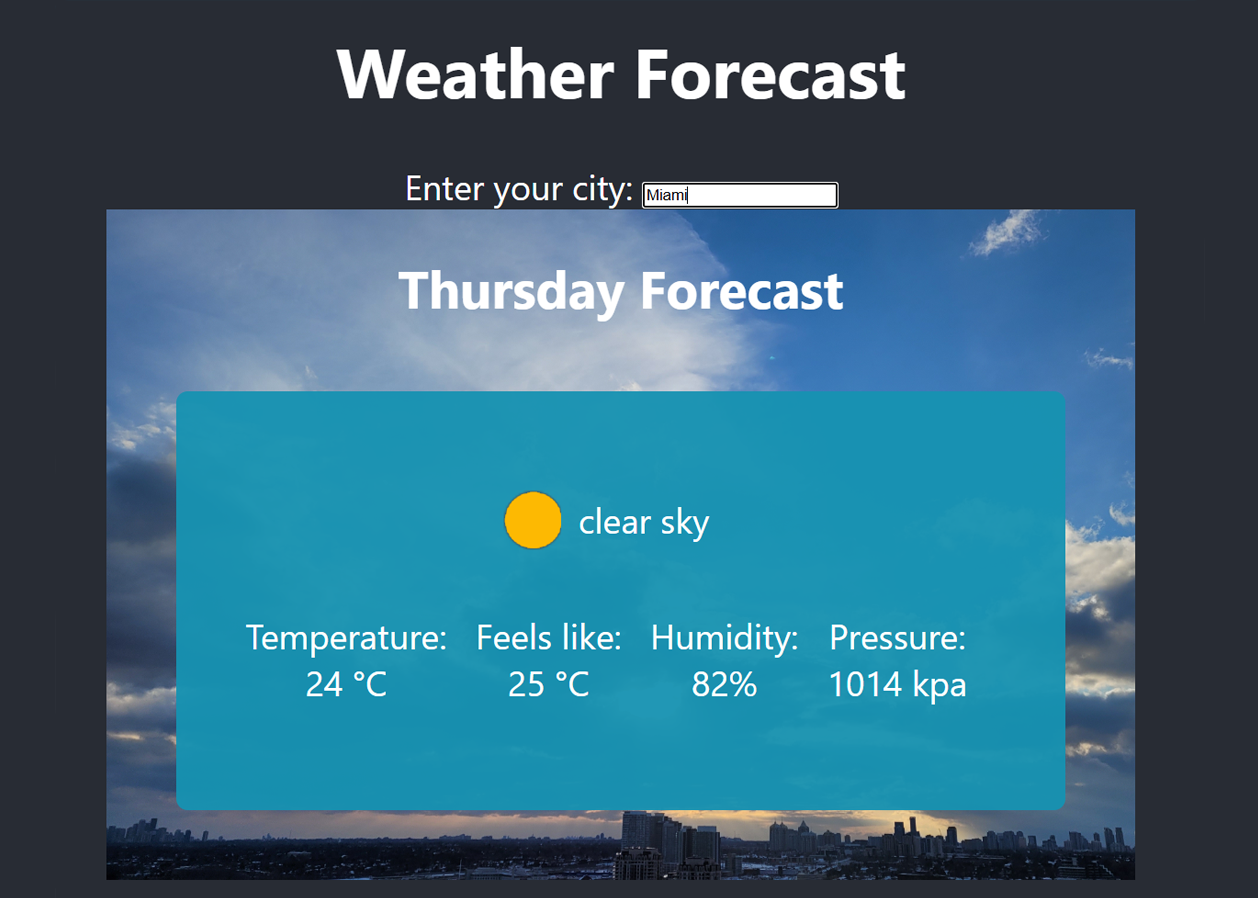 Weather Forecast
Enter your city: Miami
Thursday Forecast
clear sky
Temperature: Feels like: Humidity: Pressure:
24 °C 25 °C 82% 1014 kpa